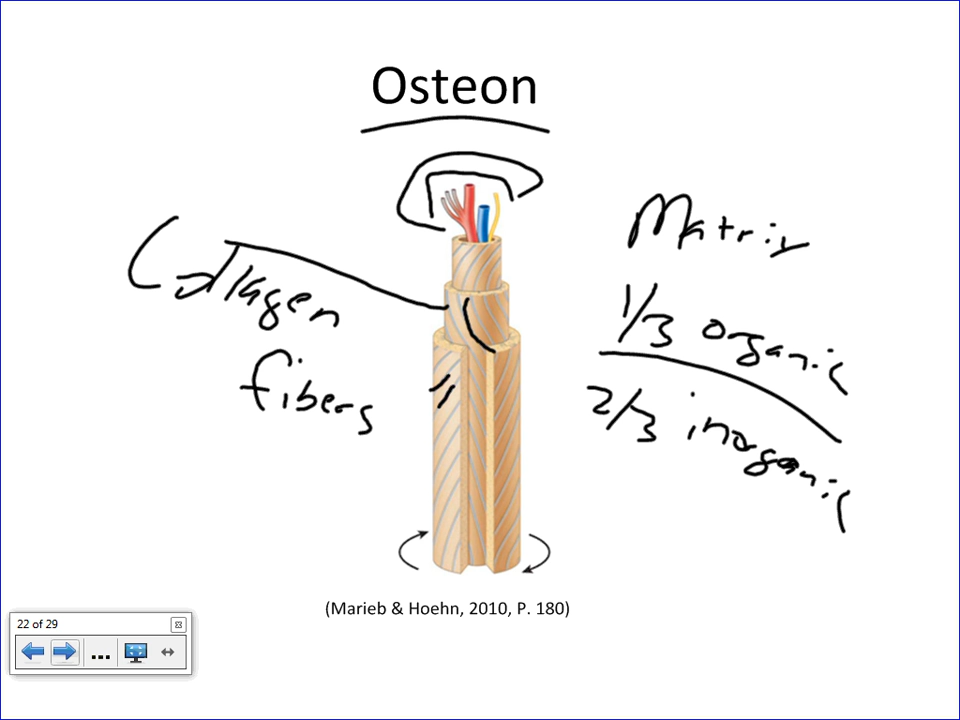 Osteon
Collagen
fibers
Matrix
1/3 organic
2/3 inorganic
(Marieb & Hoehn, 2010, P. 180)
22 of 29
...